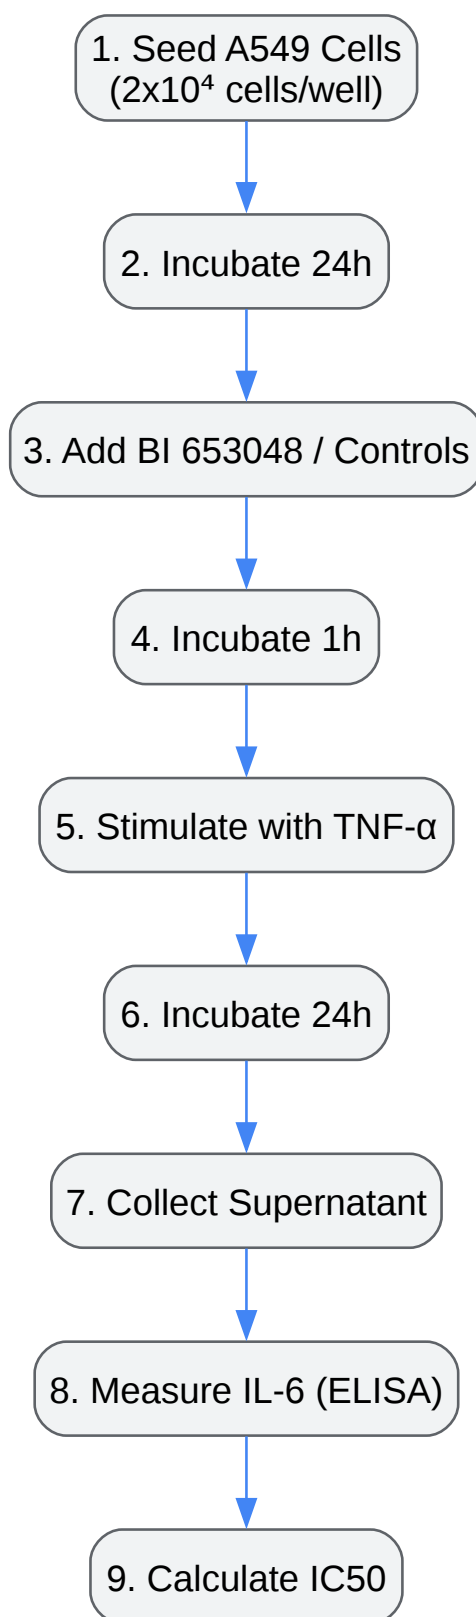 1. Seed A549 Cells
(2x10⁴ cells/well)
2. Incubate 24h
3. Add BI 653048 / Controls
4. Incubate 1h
5. Stimulate with TNF-α
6. Incubate 24h
7. Collect Supernatant
8. Measure IL-6 (ELISA)
9. Calculate IC50